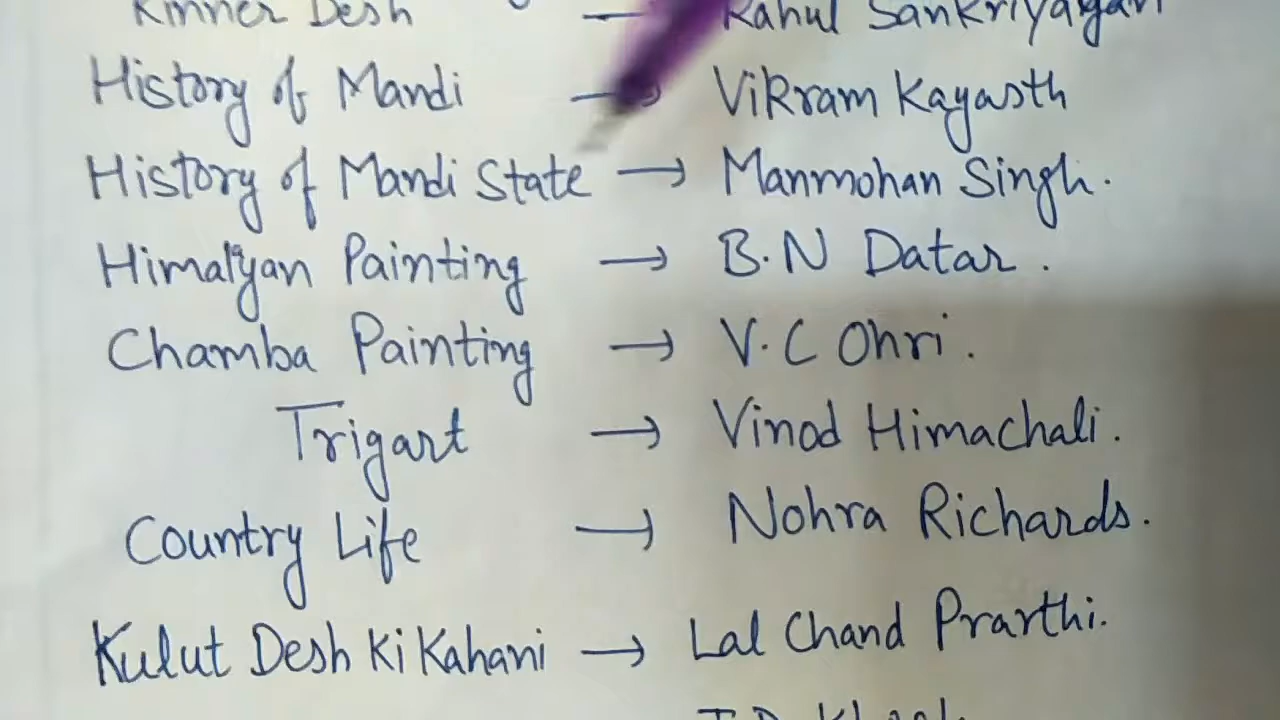 Kinner Desh — Rahul Sankriyayan
History of Mandi → Vikram Kayasth
History of Mandi State → Manmohan Singh.
Himalyan Painting → B.N Datar.
Chamba Painting → V.C Ohri.
Trigart → Vinod Himachali.
Country Life → Nohra Richards.
Kulut Desh Ki Kahani → Lal Chand Prarthi.